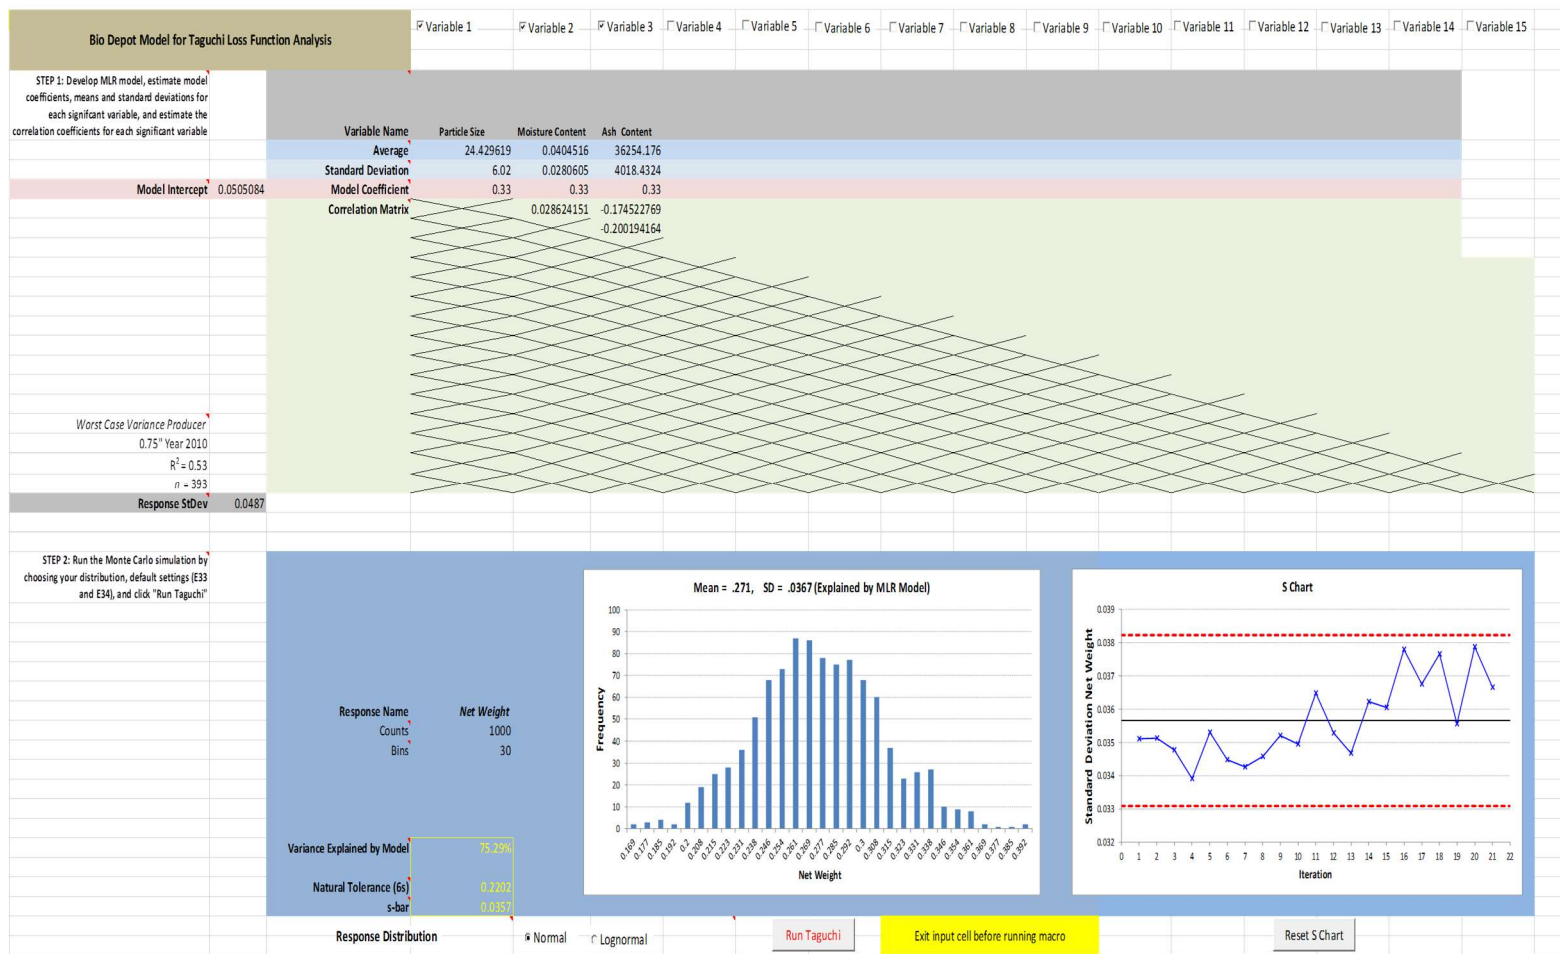 Bio Depot Model for Taguchi Loss Function Analysis
Variable 1 Variable 2 Variable 3 Variable 4 Variable 5 Variable 6 Variable 7 Variable 8 Variable 9 Variable 10 Variable 11 Variable 12 Variable 13 Variable 14 Variable 15
STEP 1: Develop MLR model, estimate model
coefficients, means and standard deviations for
each signifcant variable, and estimate the
correlation coefficients for each significant variable
Variable Name Particle Size Moisture Content Ash Content
Average 24.429619 0.0404516 36254.176
Standard Deviation 6.02 0.0280605 4018.4324
Model Intercept 0.0505084 Model Coefficient 0.33 0.33 0.33
Correlation Matrix 0.028624151 -0.174522769
-0.200194164
Worst Case Variance Producer
0.75" Year 2010
R2 = 0.53
n = 393
Response StDev 0.0487
STEP 2: Run the Monte Carlo simulation by
choosing your distribution, default settings (E33
and E34), and click "Run Taguchi"
Response Name Net Weight
Counts 1000
Bins 30
Variance Explained by Model 75.29%
Natural Tolerance (6s) 0.2202
s-bar 0.0357
Mean = .271, SD = .0367 (Explained by MLR Model)
Frequency
100
90
80
70
60
50
40
30
20
10
0
0.169 0.177 0.185 0.192 0.2 0.208 0.215 0.223 0.231 0.238 0.246 0.254 0.261 0.269 0.277 0.285 0.292 0.3 0.308 0.315 0.323 0.331 0.338 0.346 0.354 0.361 0.369 0.377 0.385 0.392
Net Weight
S Chart
Standard Deviation Net Weight
0.039
0.038
0.037
0.036
0.035
0.034
0.033
0.032
0 1 2 3 4 5 6 7 8 9 10 11 12 13 14 15 16 17 18 19 20 21 22
Iteration
Response Distribution Normal Lognormal Run Taguchi Exit input cell before running macro Reset S Chart